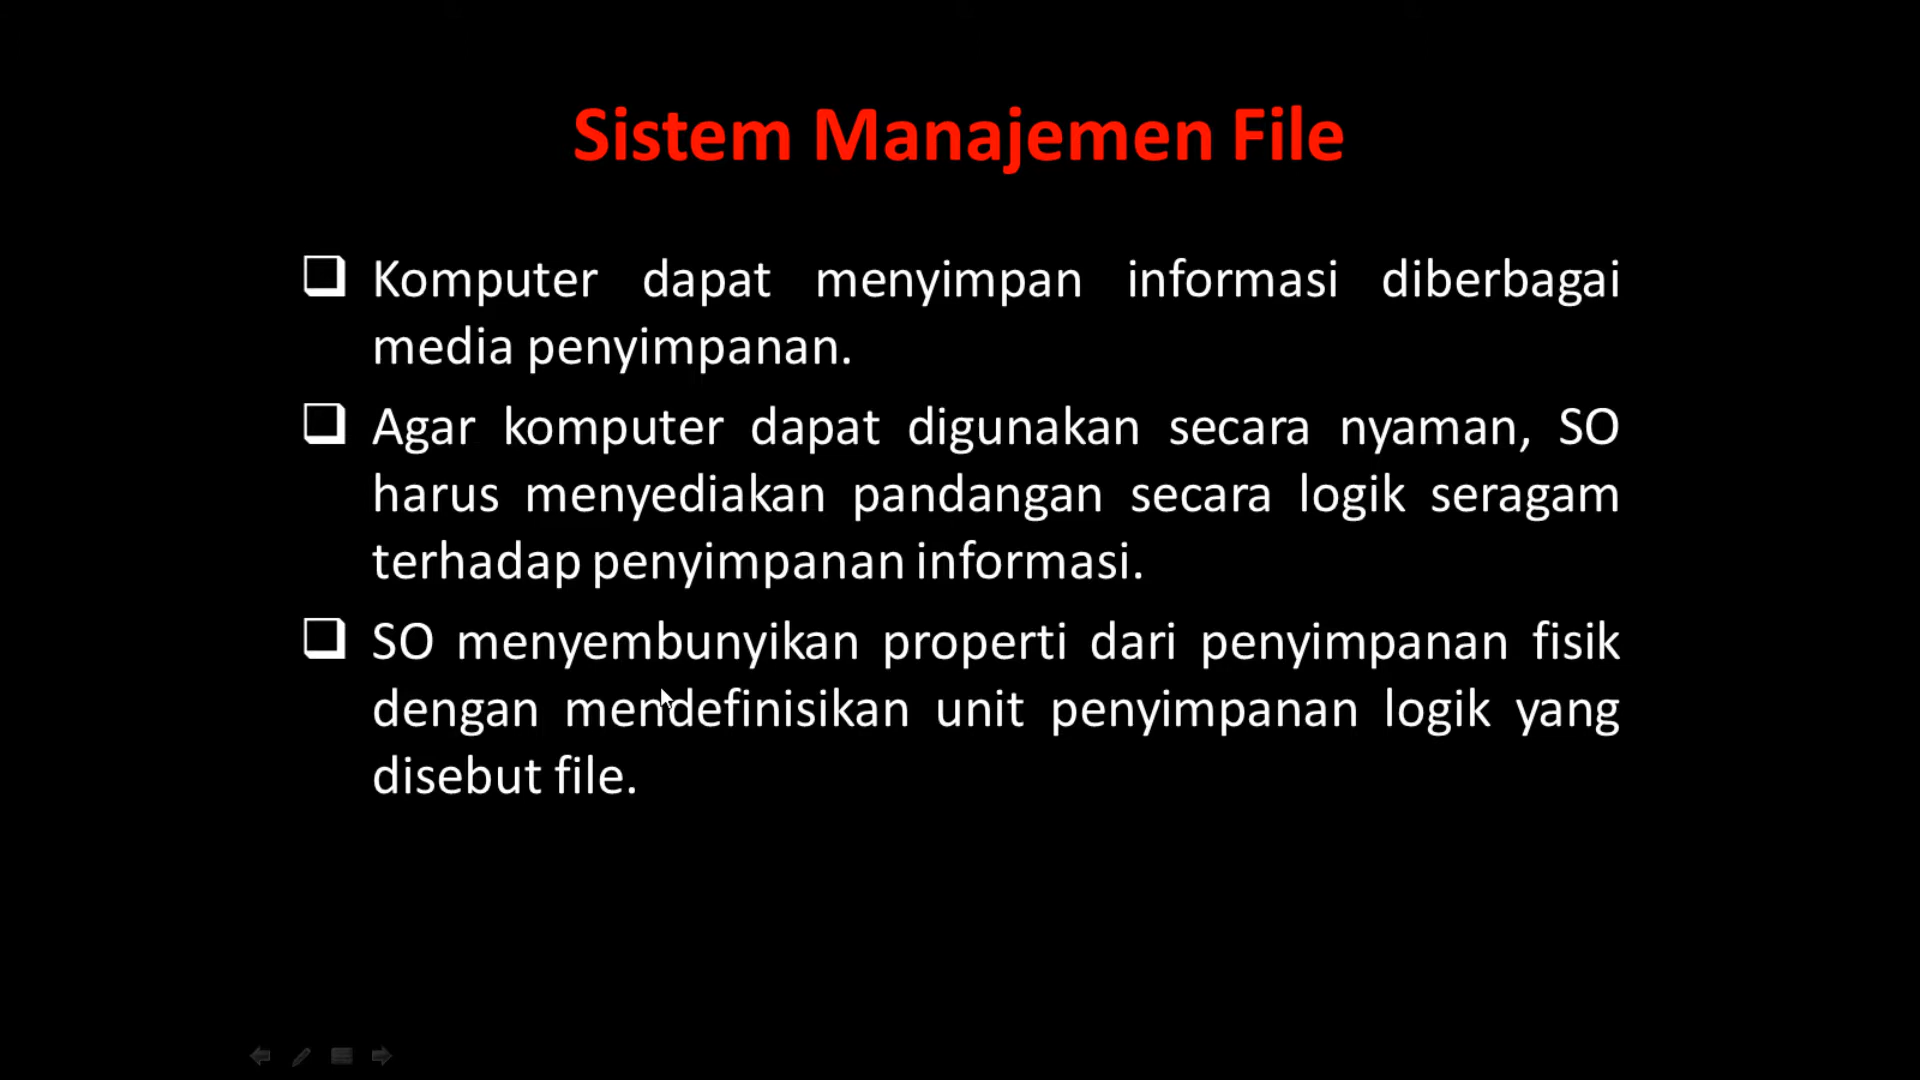 Sistem Manajemen File
Komputer dapat menyimpan informasi diberbagai
media penyimpanan.
Agar komputer dapat digunakan secara nyaman, SO
harus menyediakan pandangan secara logik seragam
terhadap penyimpanan informasi.
SO menyembunyikan properti dari penyimpanan fisik
dengan mendefinisikan unit penyimpanan logik yang
disebut file.